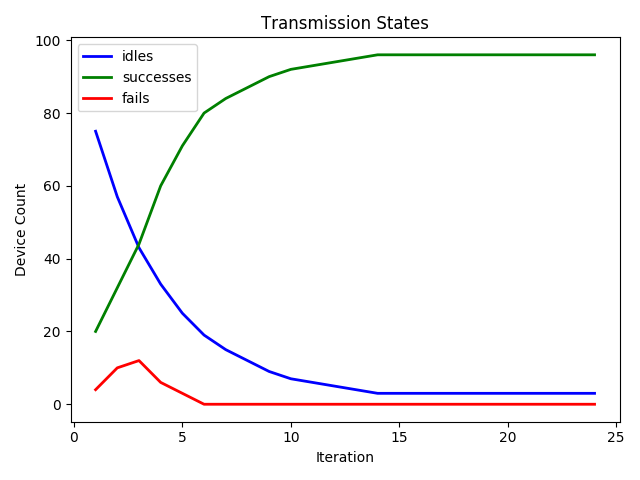 Transmission States
100
80
60
40
20
0
Device Count
idles
successes
fails
0 5 10 15 20 25
Iteration